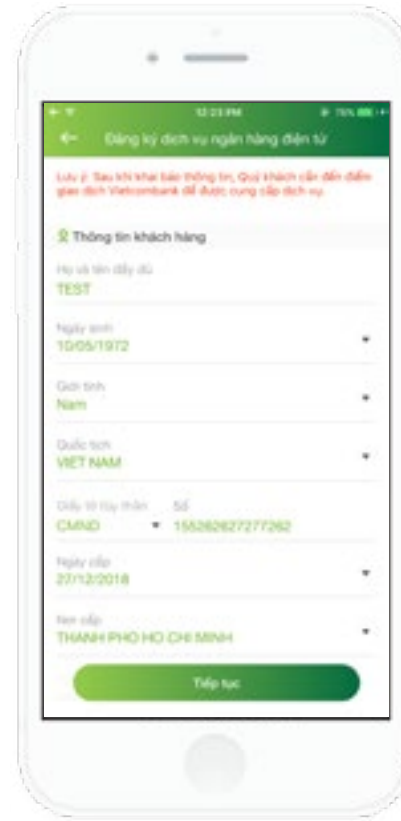 12:23 PM 76%
Đăng ký dịch vụ ngân hàng điện tử
Lưu ý: Sau khi khai báo thông tin, Quý khách cần đến điểm
giao dịch Vietcombank để được cung cấp dịch vụ.
Thông tin khách hàng
Họ và tên đầy đủ
TEST
Ngày sinh
10/05/1972
Giới tính
Nam
Quốc tịch
VIET NAM
Giấy tờ tùy thân Số
CMND 155282627277262
Ngày cấp
27/12/2018
Nơi cấp
THANH PHO HO CHI MINH
Tiếp tục